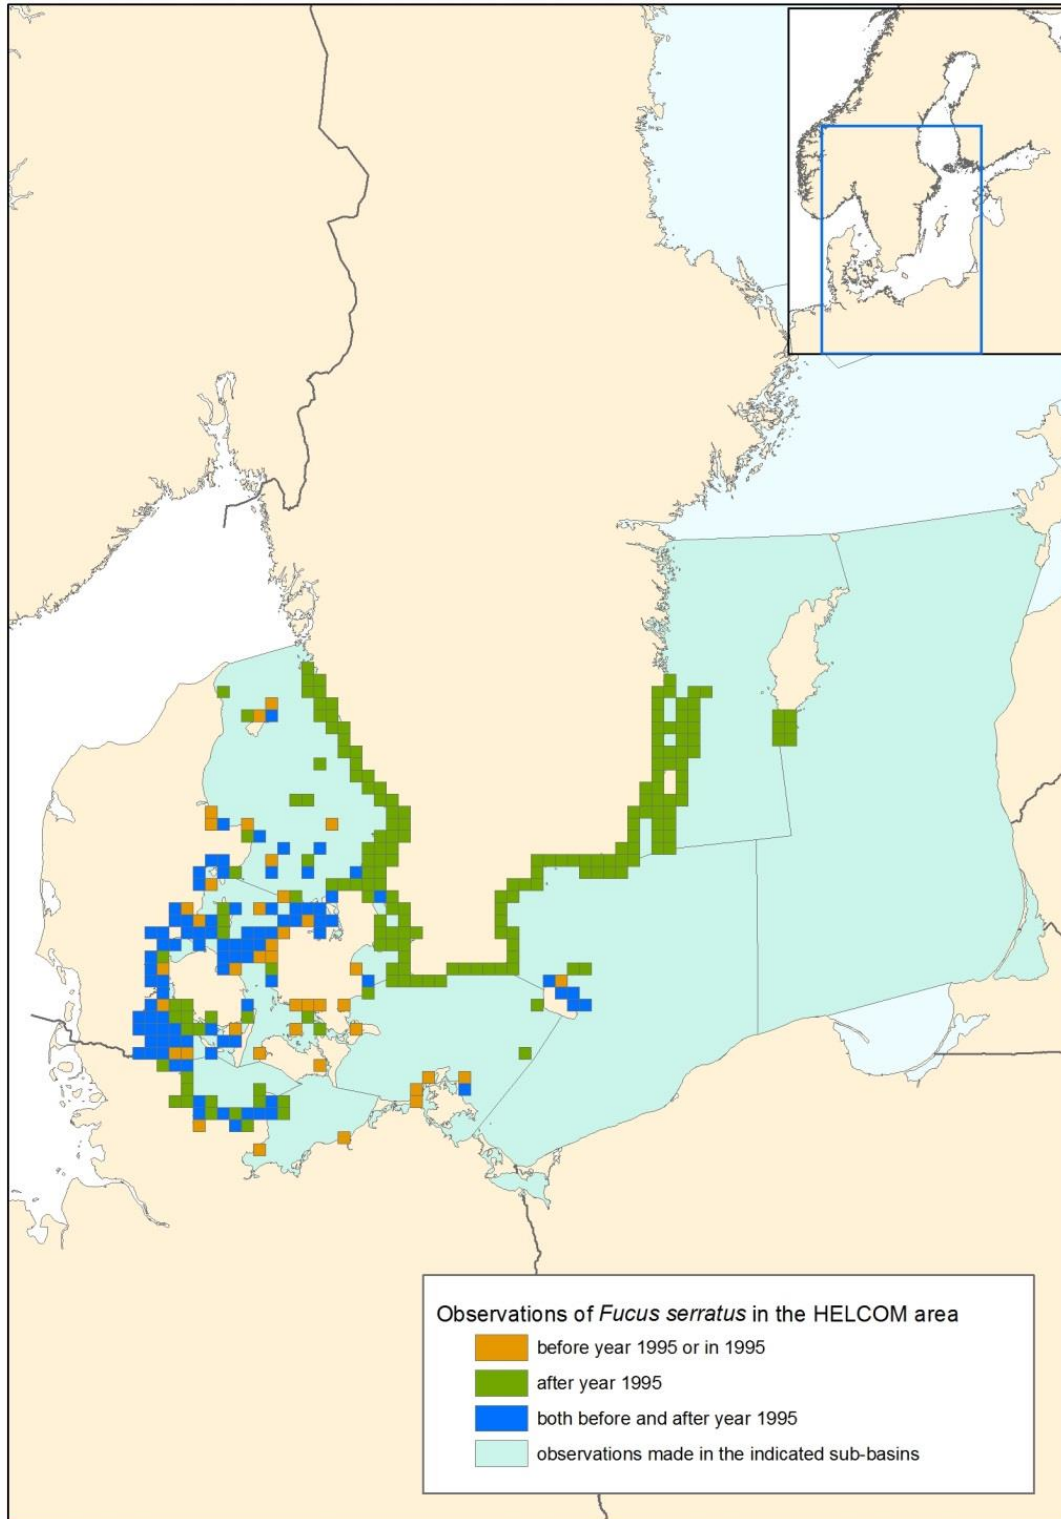 Observations of Fucus serratus in the HELCOM area
before year 1995 or in 1995
after year 1995
both before and after year 1995
observations made in the indicated sub-basins